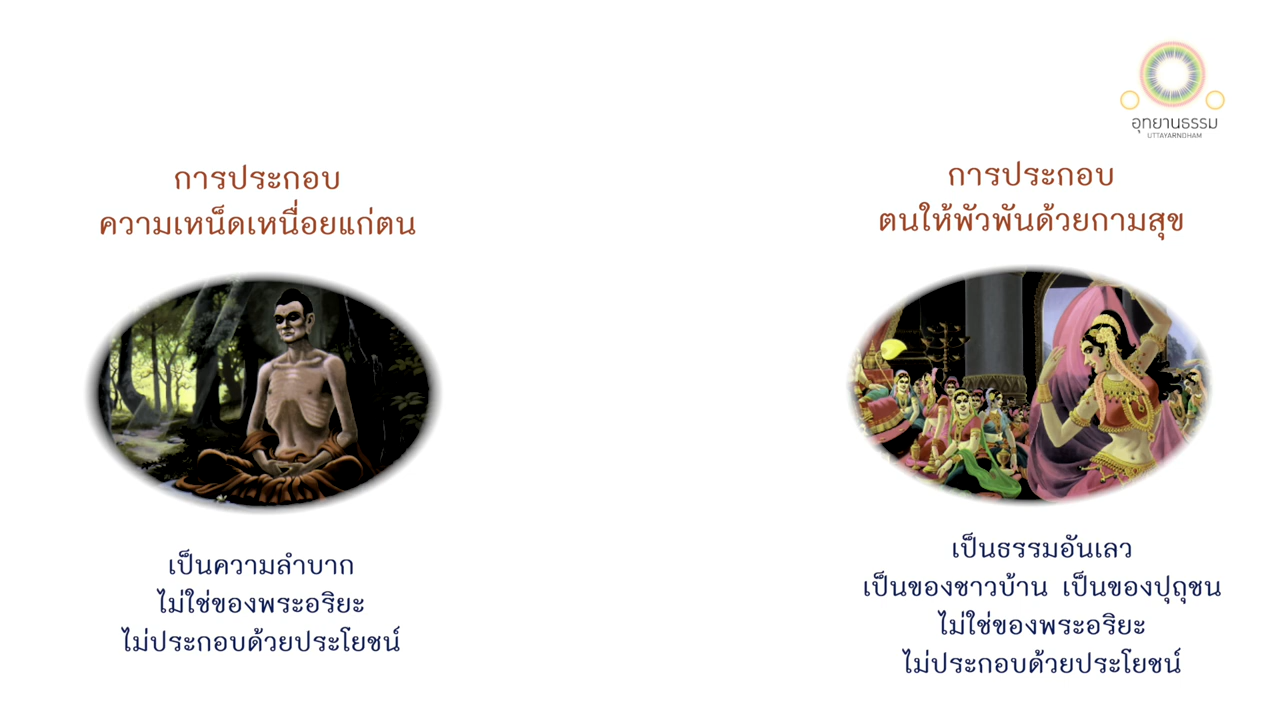 อุทยานธรรม
UTTAYARNDHAM
การประกอบ
ความเหน็ดเหนื่อยแก่ตน
เป็นความลำบาก
ไม่ใช่ของพระอริยะ
ไม่ประกอบด้วยประโยชน์
การประกอบ
ตนให้พัวพันด้วยกามสุข
เป็นธรรมอันเลว
เป็นของชาวบ้าน เป็นของปุถุชน
ไม่ใช่ของพระอริยะ
ไม่ประกอบด้วยประโยชน์